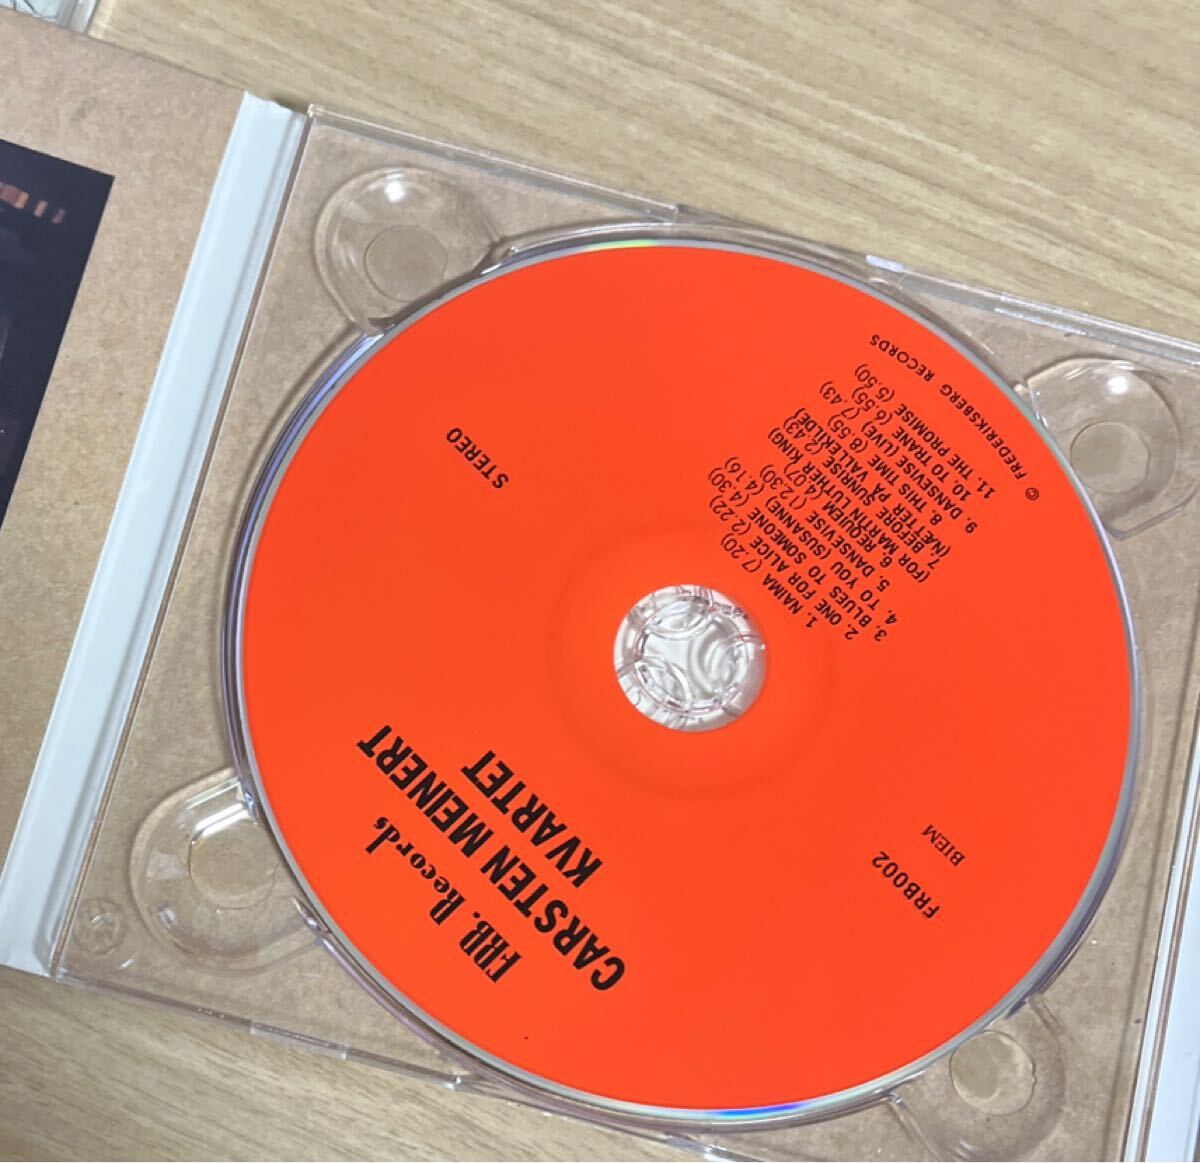 FRB. Records
CARSTEN MEINERT
KVARTET
STEREO
FRB002
BIEM
1. NAIMA (7.20)
2. ONE FOR ALICE (2.22)
3. BLUES TO SOMEONE (4.30)
4. TO YOU (SUSANNE) (4.16)
5. DANSEVISE (12.30)
6. REQUIEM (4.07)
(FOR MARTIN LUTHER KING)
7. BEFORE SUNRISE (2.43)
(NÆTTER PÅ VALLEKILDE)
8. THIS TIME (8.55)
9. DANSEVISE (LIVE) (7.43)
10. TO TRANE (6.55)
11. THE PROMISE (5.50)
© FREDERIKSBERG RECORDS